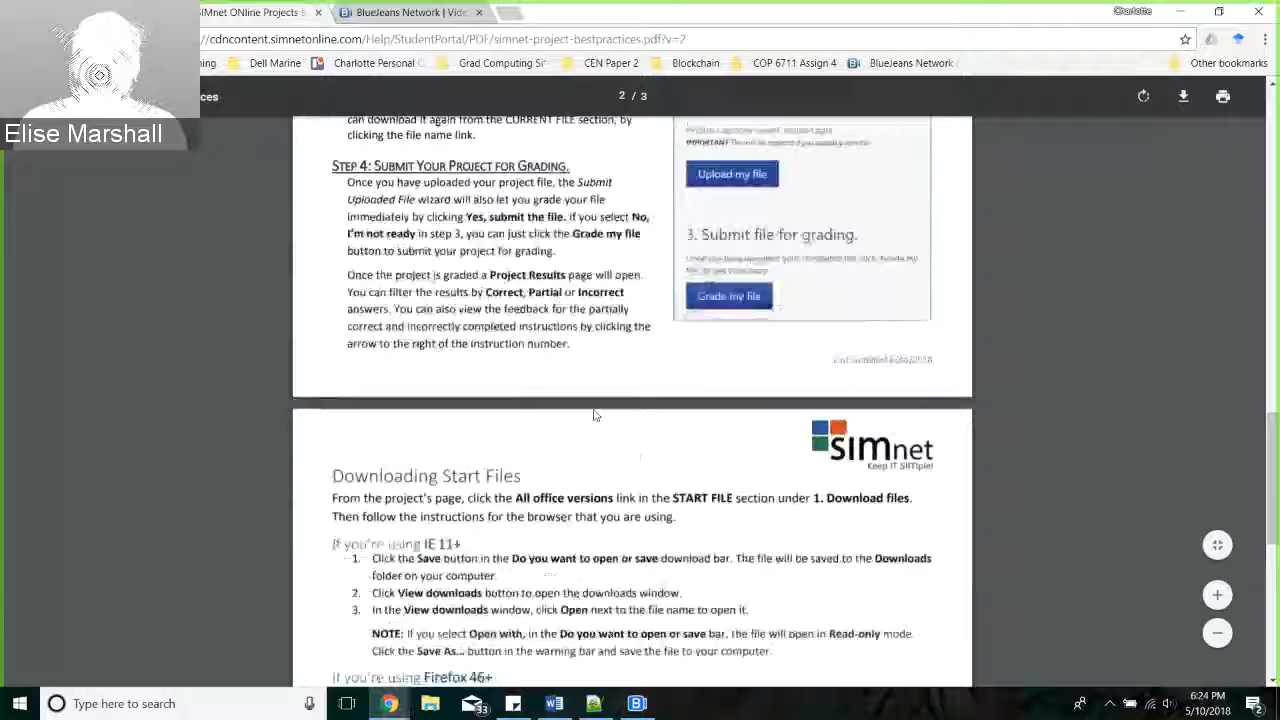 SIMnet ONline Projects B
BlueJeans Network | Vid
Charlotte
//cdncontent.simnetonline.com/Help/StudentPortal/PDF/simnet-project-bestpractices.pdf?v=2
Dell Marine
Charlotte Personal
Grad Computing
CEN Paper 2
Blockchain
COP 6711 Assign 4
BlueJeans Network
Other bookmarks
ces
2 / 3
Elise Marshall
can download it again from the CURRENT FILE section, by
clicking the file name link.
STEP 4: SUBMIT YOUR PROJECT FOR GRADING.
Once you have uploaded your project file, the Submit
Uploaded File wizard will also let you grade your file
immediately by clicking Yes, submit the file. If you select No,
I'm not ready in step 3, you can just click the Grade my file
button to submit your project for grading.
Once the project is graded a Project Results page will open.
You can filter the results by Correct, Partial or Incorrect
answers. You can also view the feedback for the partially
correct and incorrectly completed instructions by clicking the
arrow to the right of the instruction number.
Upload my file
3. Submit file for grading.
Grade my file
SIMnet
Keep IT SIMple!
Downloading Start Files
From the project's page, click the All office versions link in the START FILE section under 1. Download files.
Then follow the instructions for the browser that you are using.
If you're using IE 11+
1. Click the Save button in the Do you want to open or save download bar. The file will be saved to the Downloads
folder on your computer.
2. Click View downloads button to open the downloads window.
3. In the View downloads window, click Open next to the file name to open it.
NOTE: If you select Open with, in the Do you want to open or save bar, the file will open in Read-only mode.
Click the Save As... button in the warning bar and save the file to your computer.
If you're using Firefox 46+
Type here to search
33
6:24 PM
5/10/2018
2